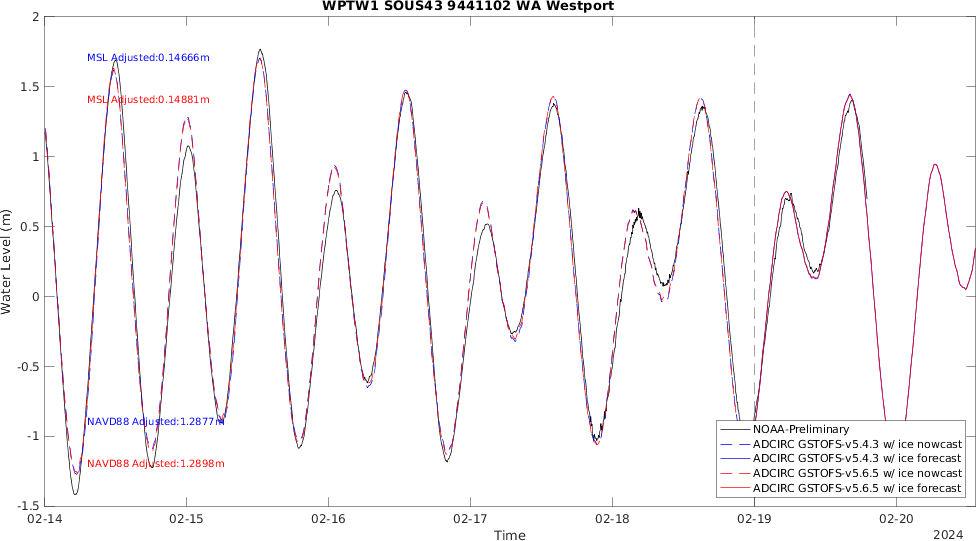 WPTW1 SOUS43 9441102 WA Westport
2
1.5
1
0.5
0
-0.5
-1
-1.5
Water Level (m)
MSL Adjusted:0.14666m
MSL Adjusted:0.14881m
NAVD88 Adjusted:1.2877m
NAVD88 Adjusted:1.2898m
NOAA-Preliminary
ADCIRC GSTOFS-v5.4.3 w/ ice nowcast
ADCIRC GSTOFS-v5.4.3 w/ ice forecast
ADCIRC GSTOFS-v5.6.5 w/ ice nowcast
ADCIRC GSTOFS-v5.6.5 w/ ice forecast
02-14 02-15 02-16 02-17 02-18 02-19 02-20
Time
2024